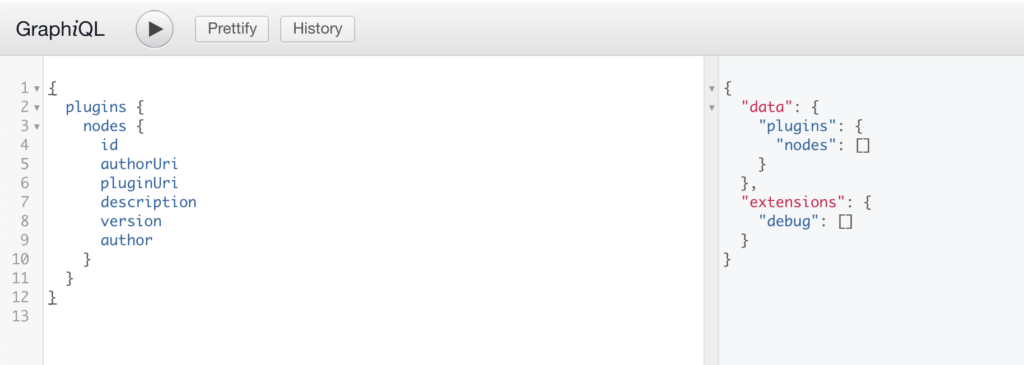 GraphiQL
Prettify
History
1 {
2 plugins {
3 nodes {
4 id
5 authorUri
6 pluginUri
7 description
8 version
9 author
10 }
11 }
12 }
13
{
"data": {
"plugins": {
"nodes": []
}
},
"extensions": {
"debug": []
}
}